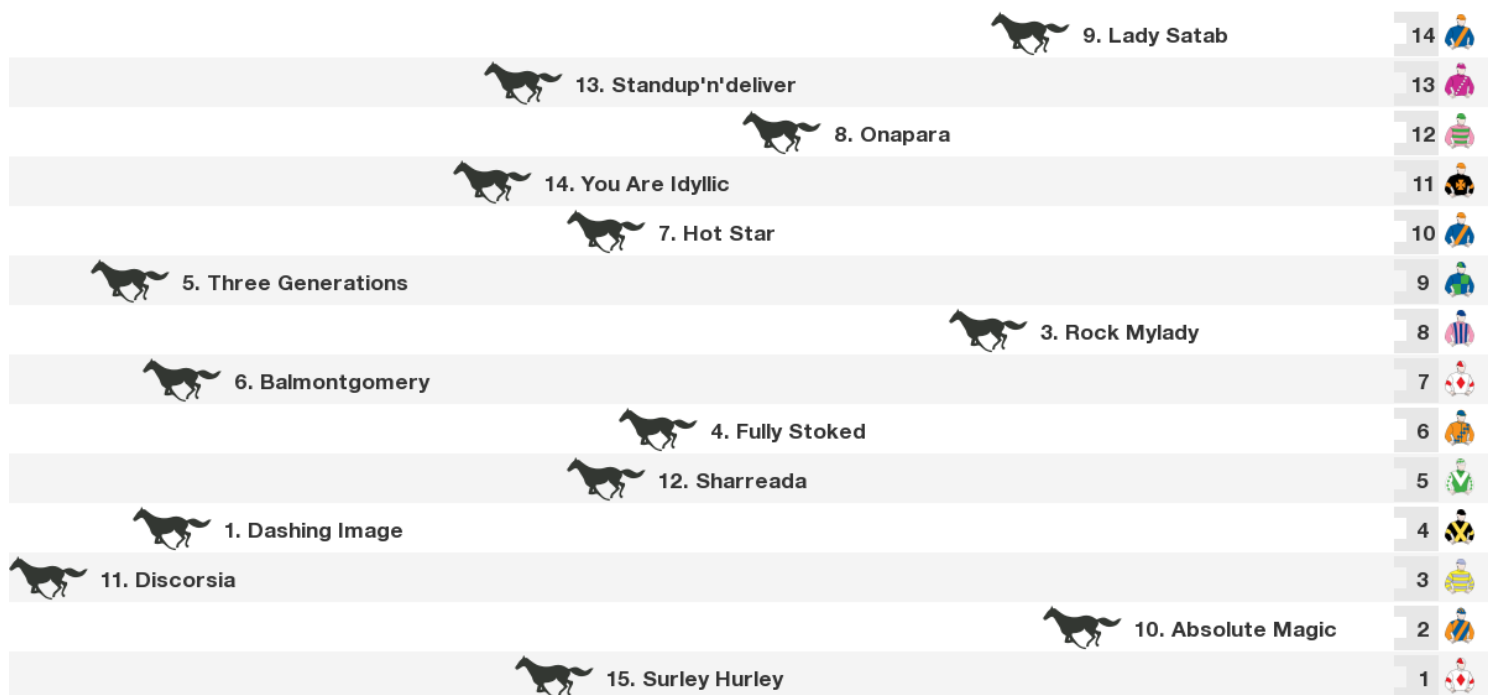 9. Lady Satab 14
13. Standup'n'deliver 13
8. Onapara 12
14. You Are Idyllic 11
7. Hot Star 10
5. Three Generations 9
3. Rock Mylady 8
6. Balmontgomery 7
4. Fully Stoked 6
12. Sharreada 5
1. Dashing Image 4
11. Discorsia 3
10. Absolute Magic 2
15. Surley Hurley 1